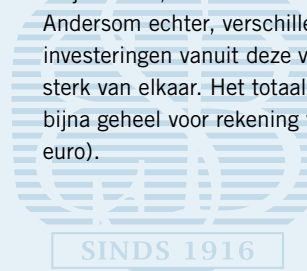 Andersom echter, verschille
investeringen vanuit deze v
sterk van elkaar. Het totaal
bijna geheel voor rekening
euro).
SINDS 1916